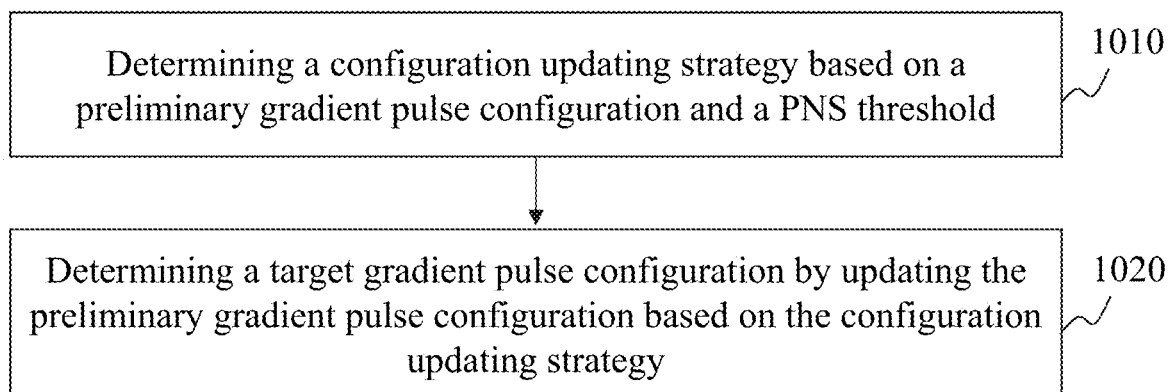 Determining a configuration updating strategy based on a
preliminary gradient pulse configuration and a PNS threshold
1010
Determining a target gradient pulse configuration by updating the
preliminary gradient pulse configuration based on the configuration
updating strategy
1020